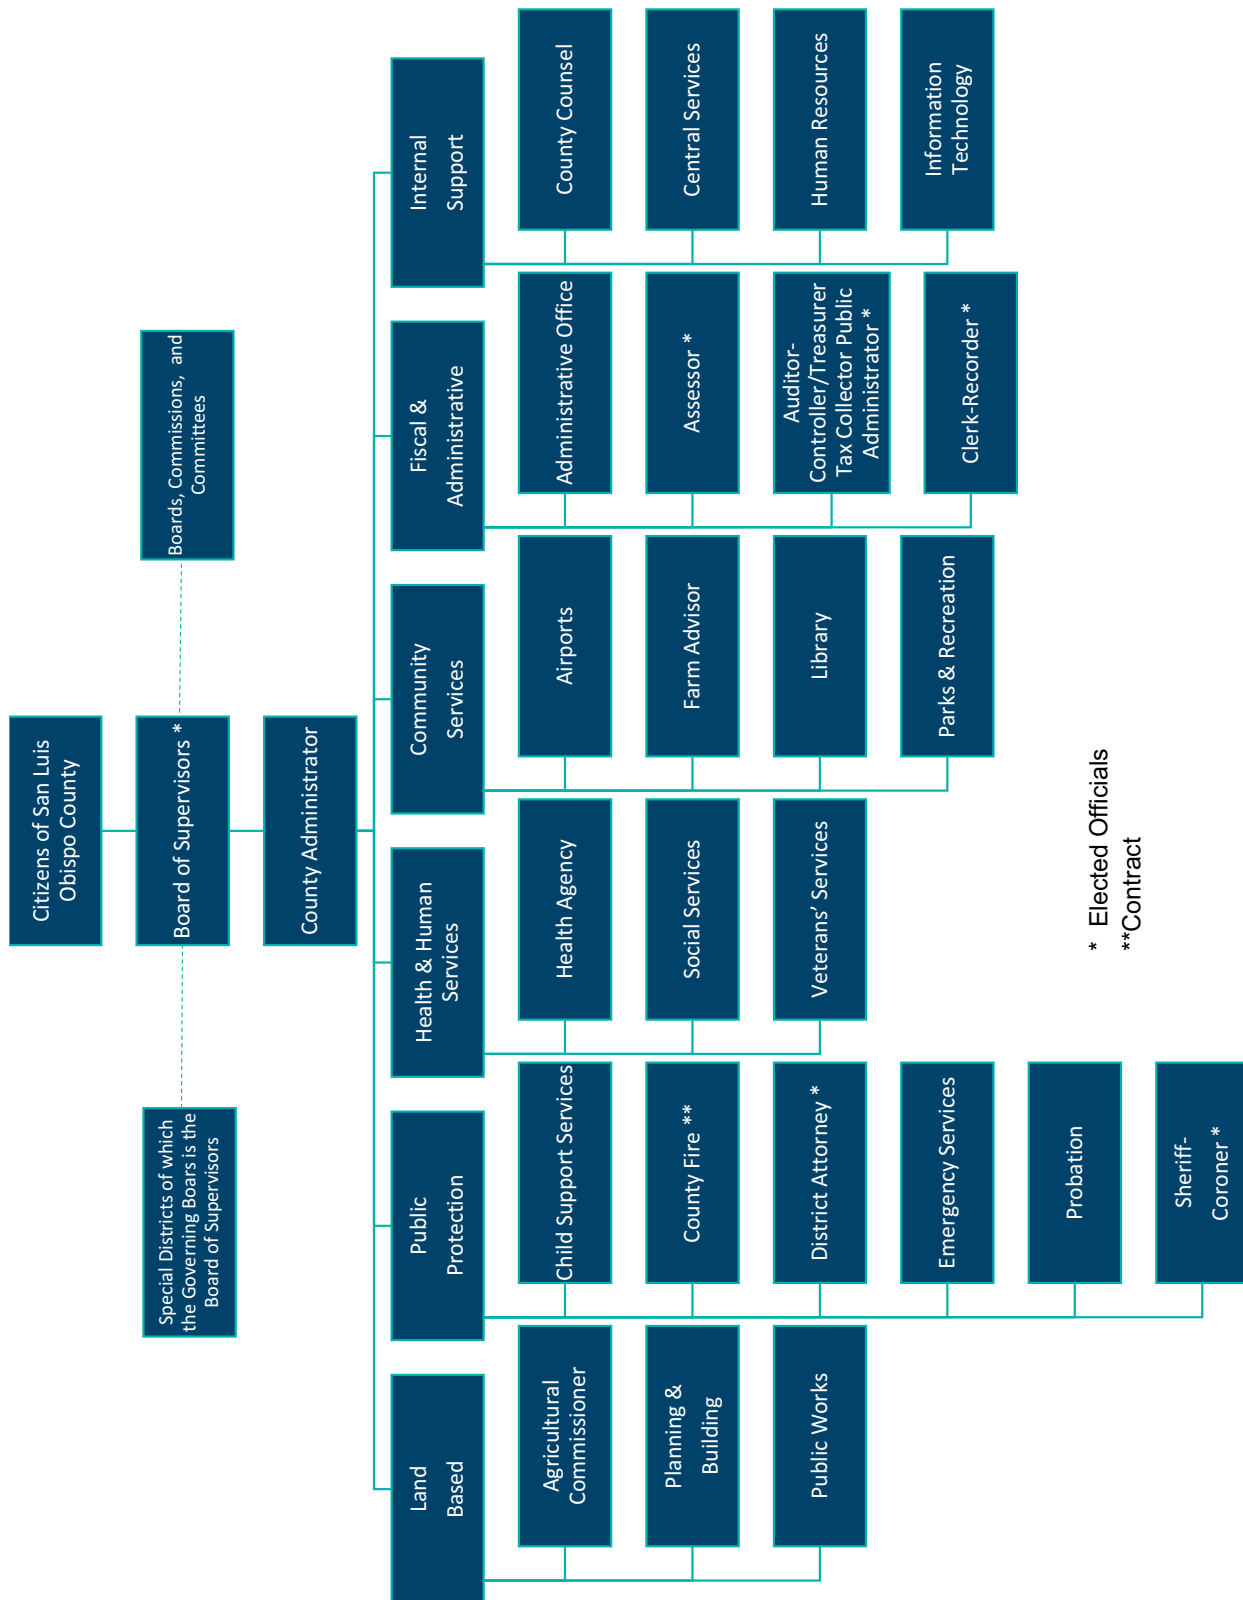 Citizens of San Luis
Obispo County
Special Districts of which
the Governing Boars is the
Board of Supervisors
Board of Supervisors *
Boards, Commissions, and
Committees
County Administrator
Land
Based
Agricultural
Commissioner
Planning &
Building
Public Works
Public
Protection
Child Support Services
County Fire **
District Attorney *
Emergency Services
Probation
Sheriff-
Coroner *
Health & Human
Services
Health Agency
Social Services
Veterans’ Services
Community
Services
Airports
Farm Advisor
Library
Parks & Recreation
Fiscal &
Administrative
Administrative Office
Assessor *
Auditor-
Controller/Treasurer
Tax Collector Public
Administrator *
Clerk-Recorder *
Internal
Support
County Counsel
Central Services
Human Resources
Information
Technology
* Elected Officials
**Contract